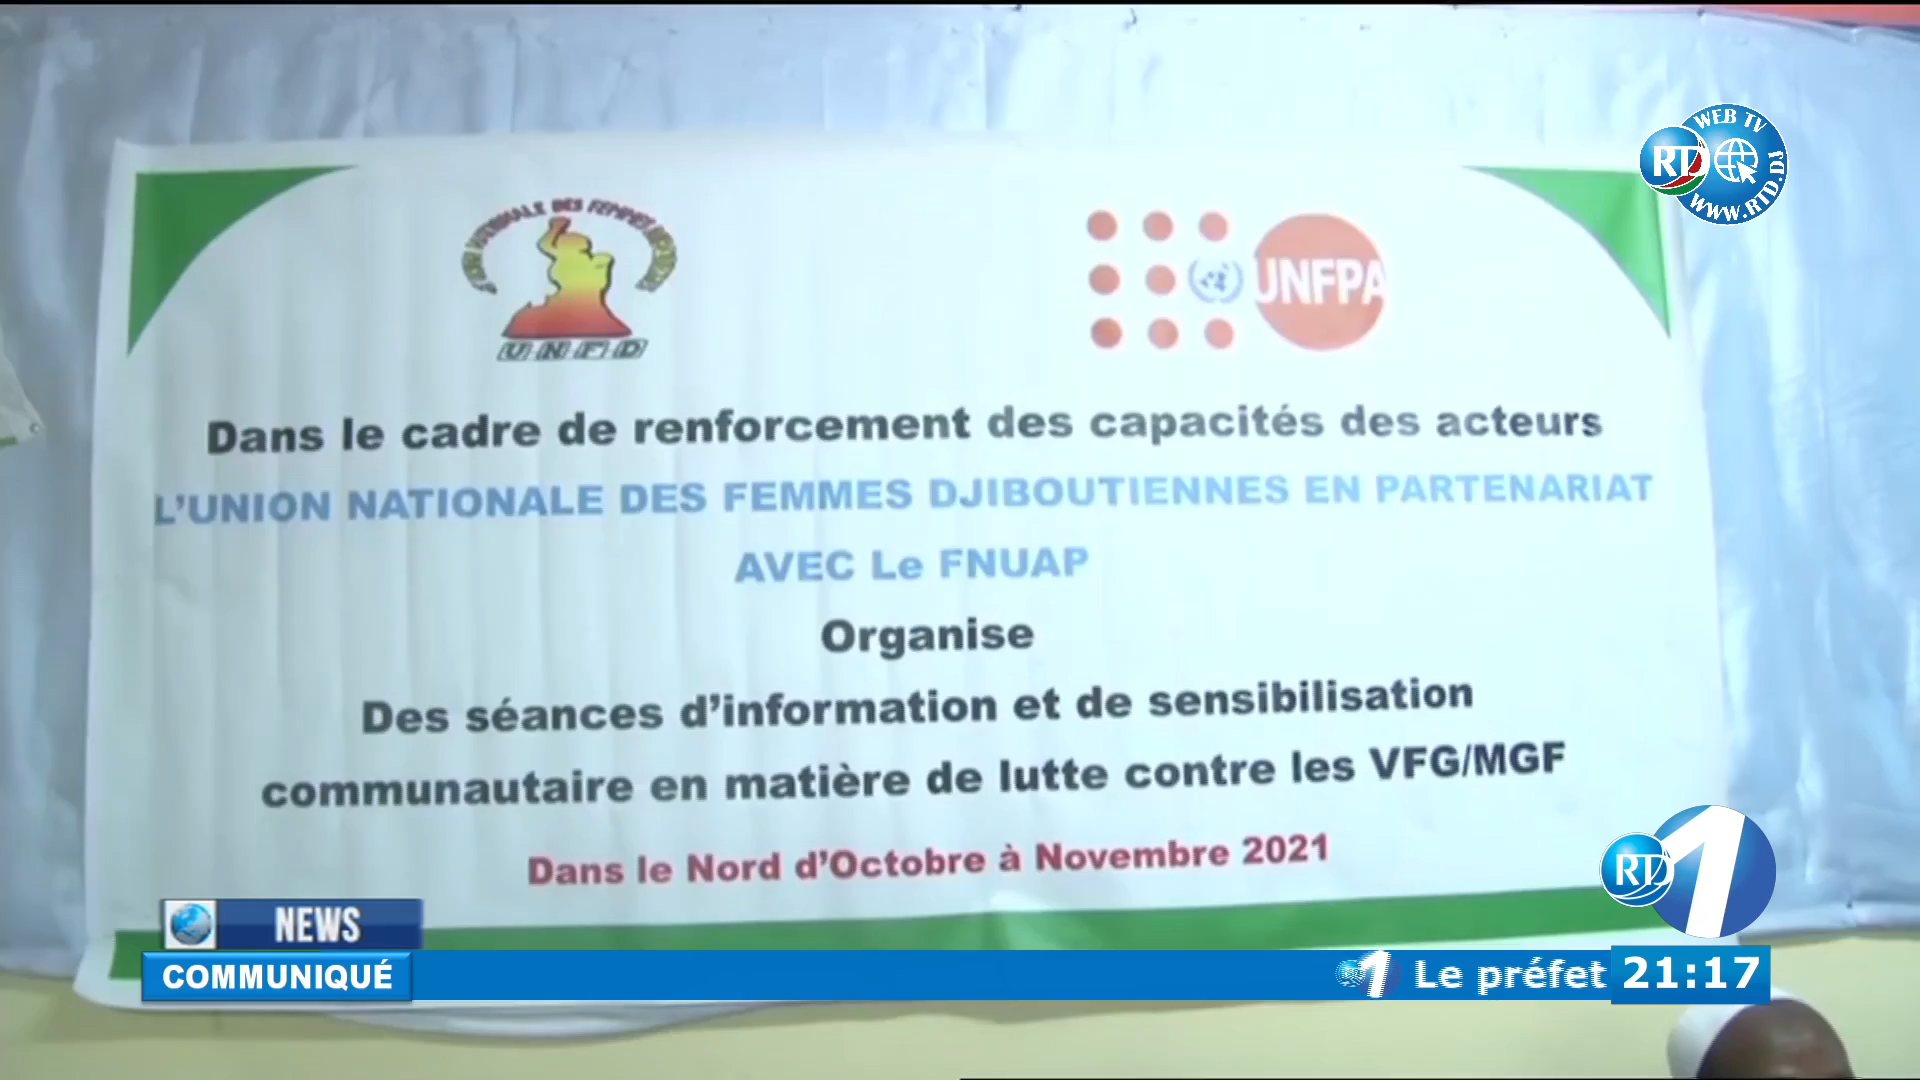 WEB TV
RTD
WWW.RTD.DJ
DES FEMMES
UNFD
UNFPA
Dans le cadre de renforcement des capacités des acteurs
L'UNION NATIONALE DES FEMMES DJIBOUTIENNES EN PARTENARIAT
AVEC Le FNUAP
Organise
Des séances d'information et de sensibilisation
communautaire en matière de lutte contre les VFG/MGF
Dans le Nord d'Octobre à Novembre 2021
RTD 1
NEWS
COMMUNIQUÉ
1 Le préfet 21:17